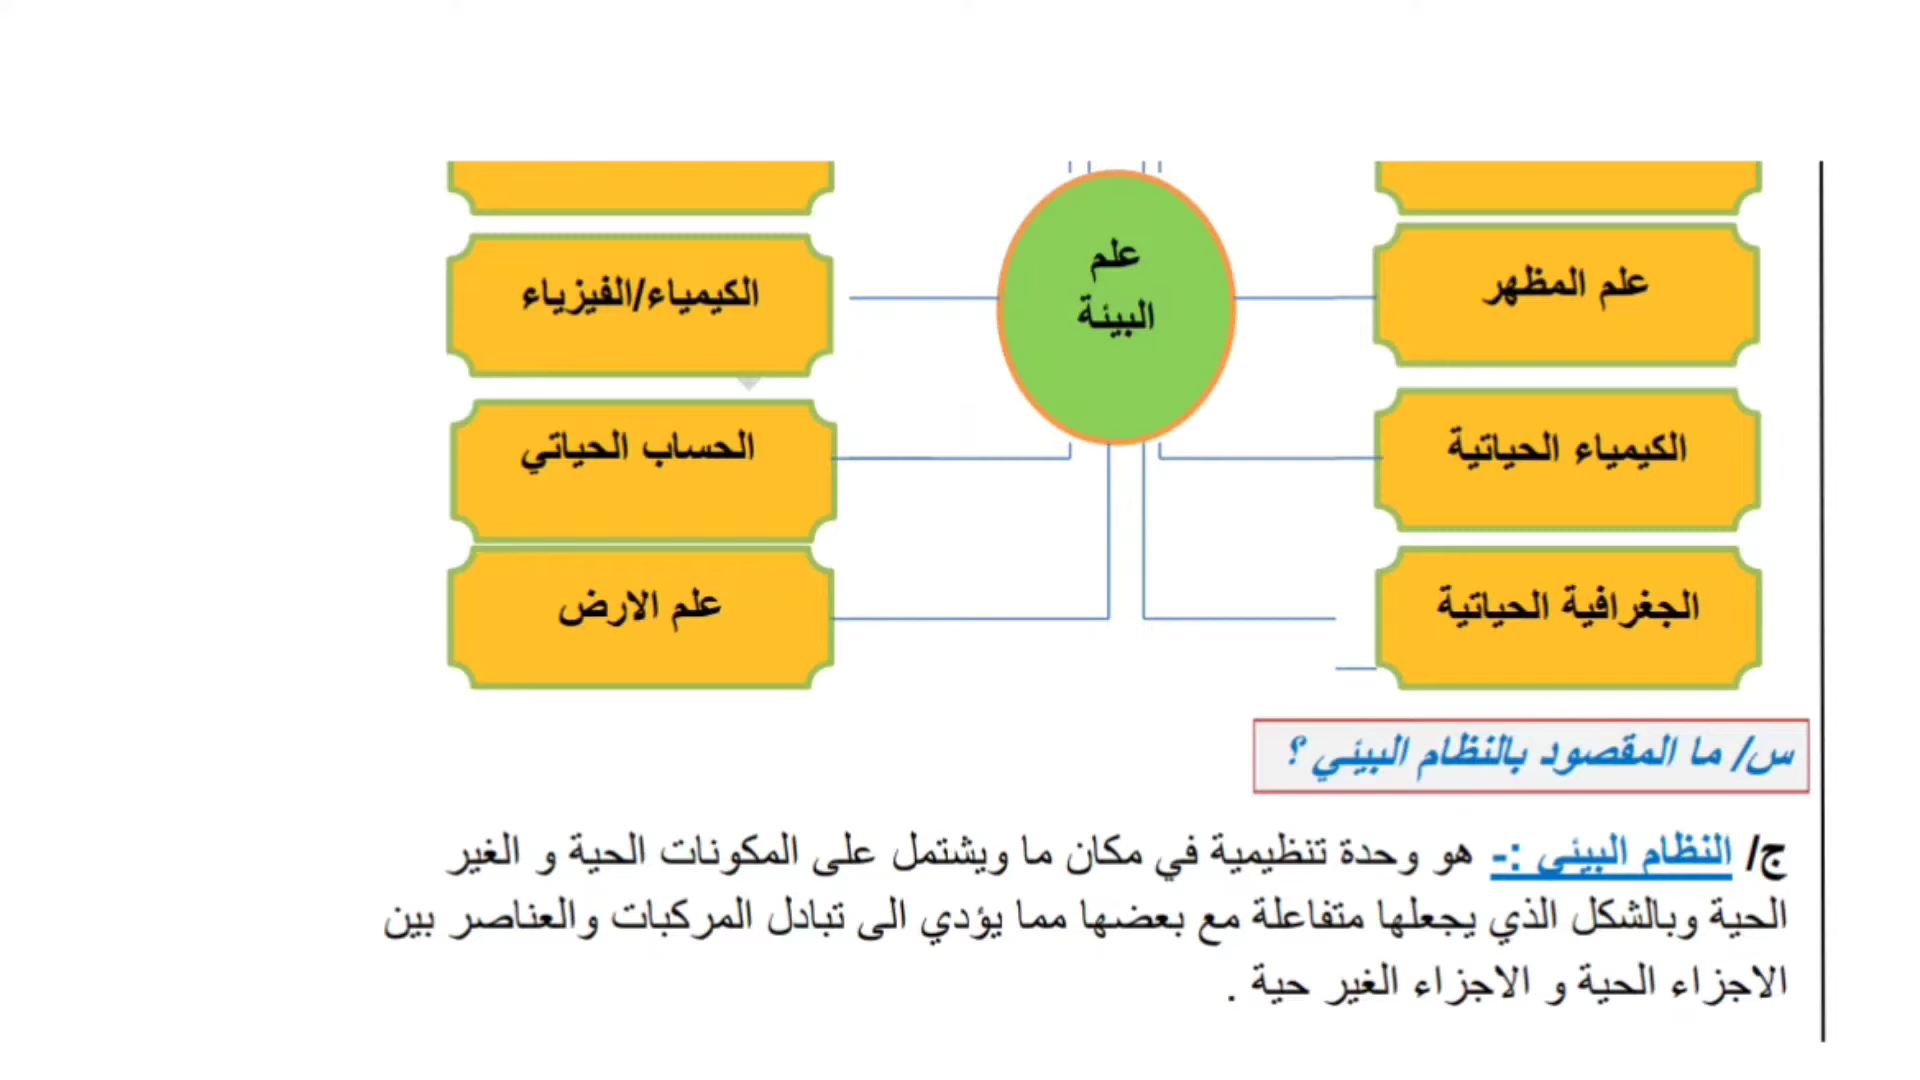 علم
البيئة
علم المظهر
الكيمياء/الفيزياء
الكيمياء الحياتية
الحساب الحياتي
الجغرافية الحياتية
علم الارض
س/ ما المقصود بالنظام البيئي ؟
ج/ النظام البيئي :- هو وحدة تنظيمية في مكان ما ويشتمل على المكونات الحية و الغير
الحية وبالشكل الذي يجعلها متفاعلة مع بعضها مما يؤدي الى تبادل المركبات والعناصر بين
الاجزاء الحية و الاجزاء الغير حية .